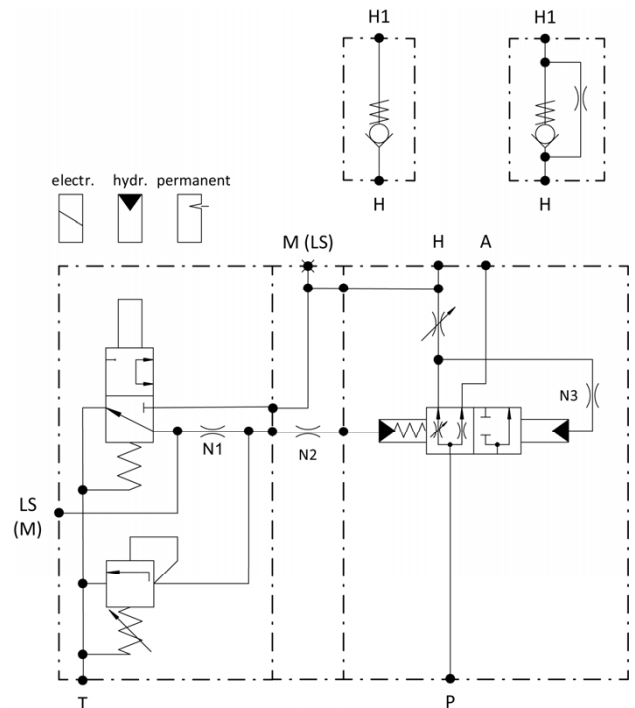 H1 H1
H H
electr. hydr. permanent
M (LS) H A
N3
N1 N2
LS
(M)
T P